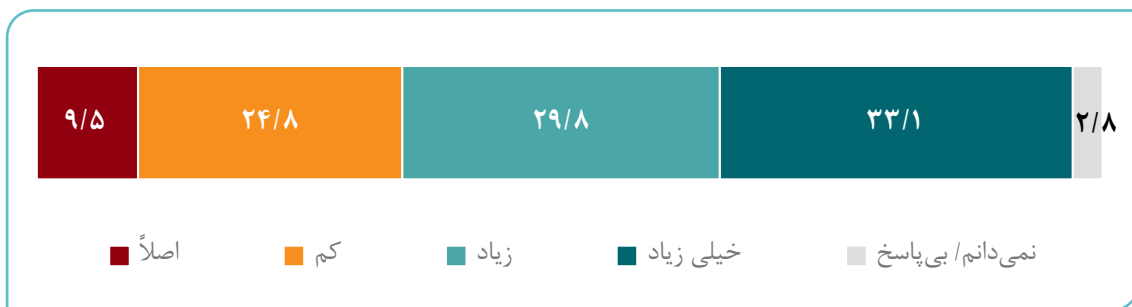 ۲/۸ ۳۳/۱ ۲۹/۸ ۲۴/۸ ۹/۵
نمی‌دانم/ بی‌پاسخ خیلی زیاد زیاد کم اصلاً